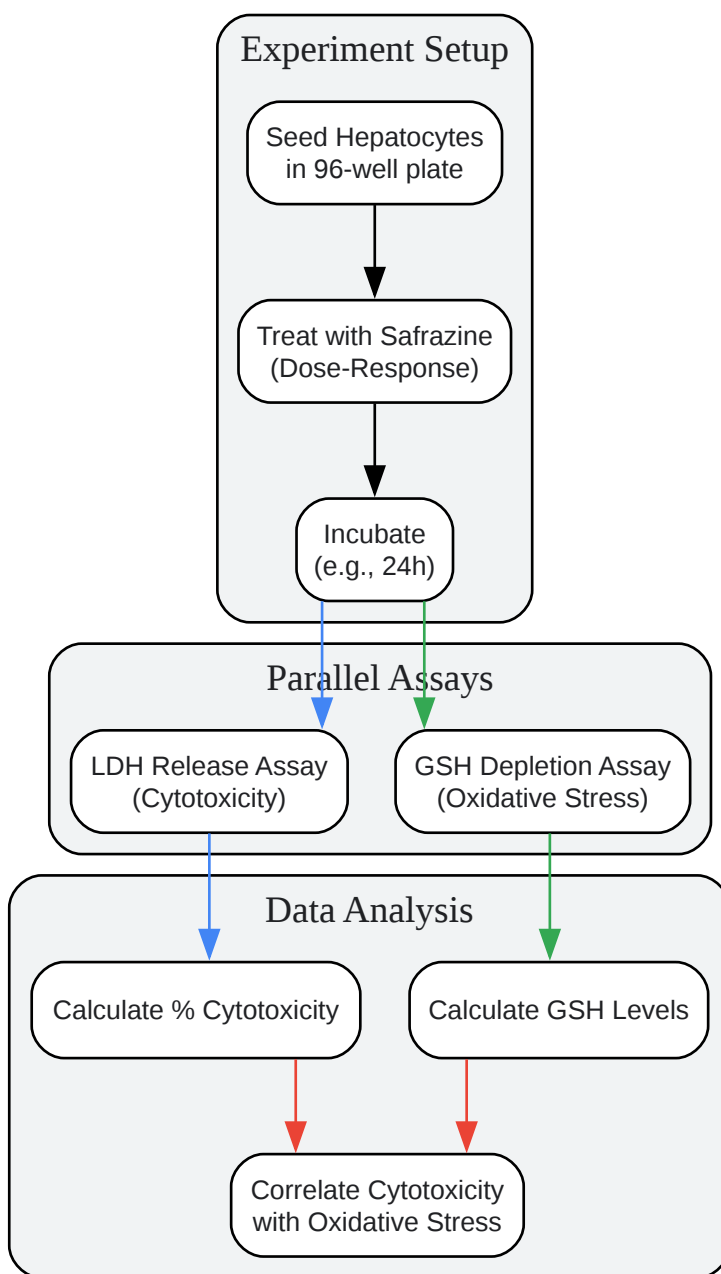 Experiment Setup
Seed Hepatocytes
in 96-well plate
Treat with Safrazine
(Dose-Response)
Incubate
(e.g., 24h)
Parallel Assays
LDH Release Assay
(Cytotoxicity)
GSH Depletion Assay
(Oxidative Stress)
Data Analysis
Calculate % Cytotoxicity
Calculate GSH Levels
Correlate Cytotoxicity
with Oxidative Stress